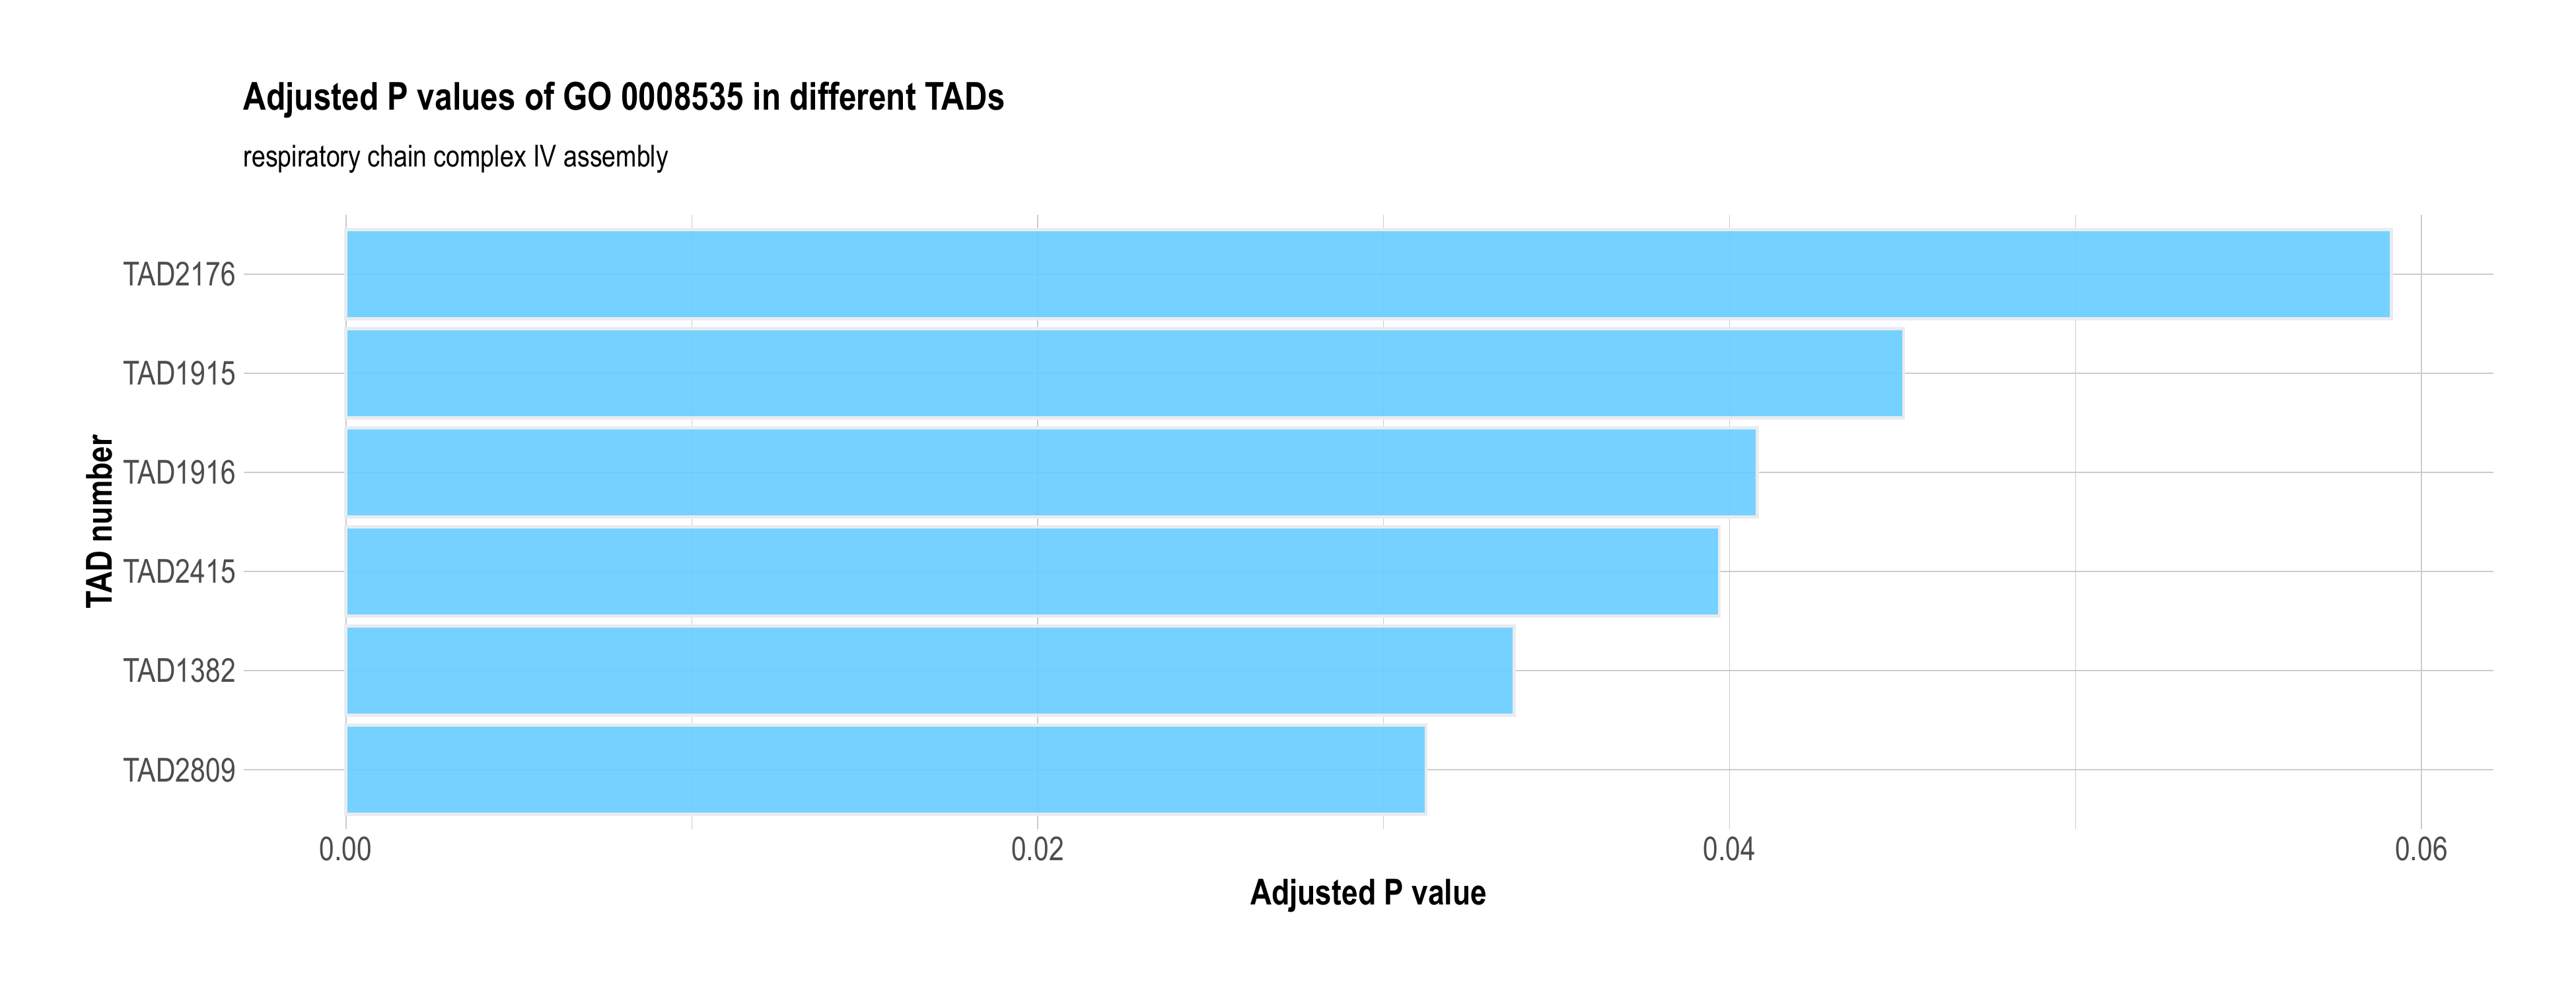 Adjusted P values of GO 0008535 in different TADs
respiratory chain complex IV assembly
TAD number
TAD2176
TAD1915
TAD1916
TAD2415
TAD1382
TAD2809
0.00 0.02 0.04 0.06
Adjusted P value